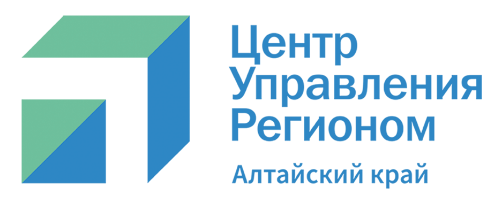 Центр
Управления
Регионом
Алтайский край